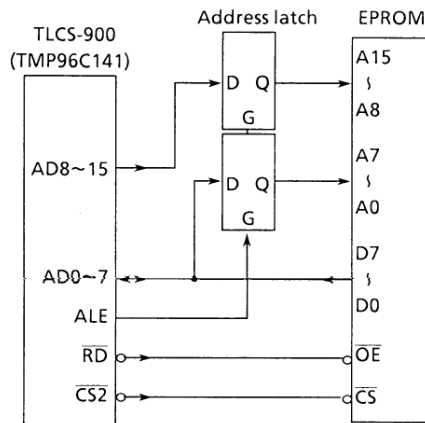 Address latch
EPROM
TLCS-900
(TMP96C141)
A15
D Q
~
G
A8
AD8~15
A7
D Q
~
G
A0
D7
AD0~7
~
D0
ALE
RD
OE
CS2
CS